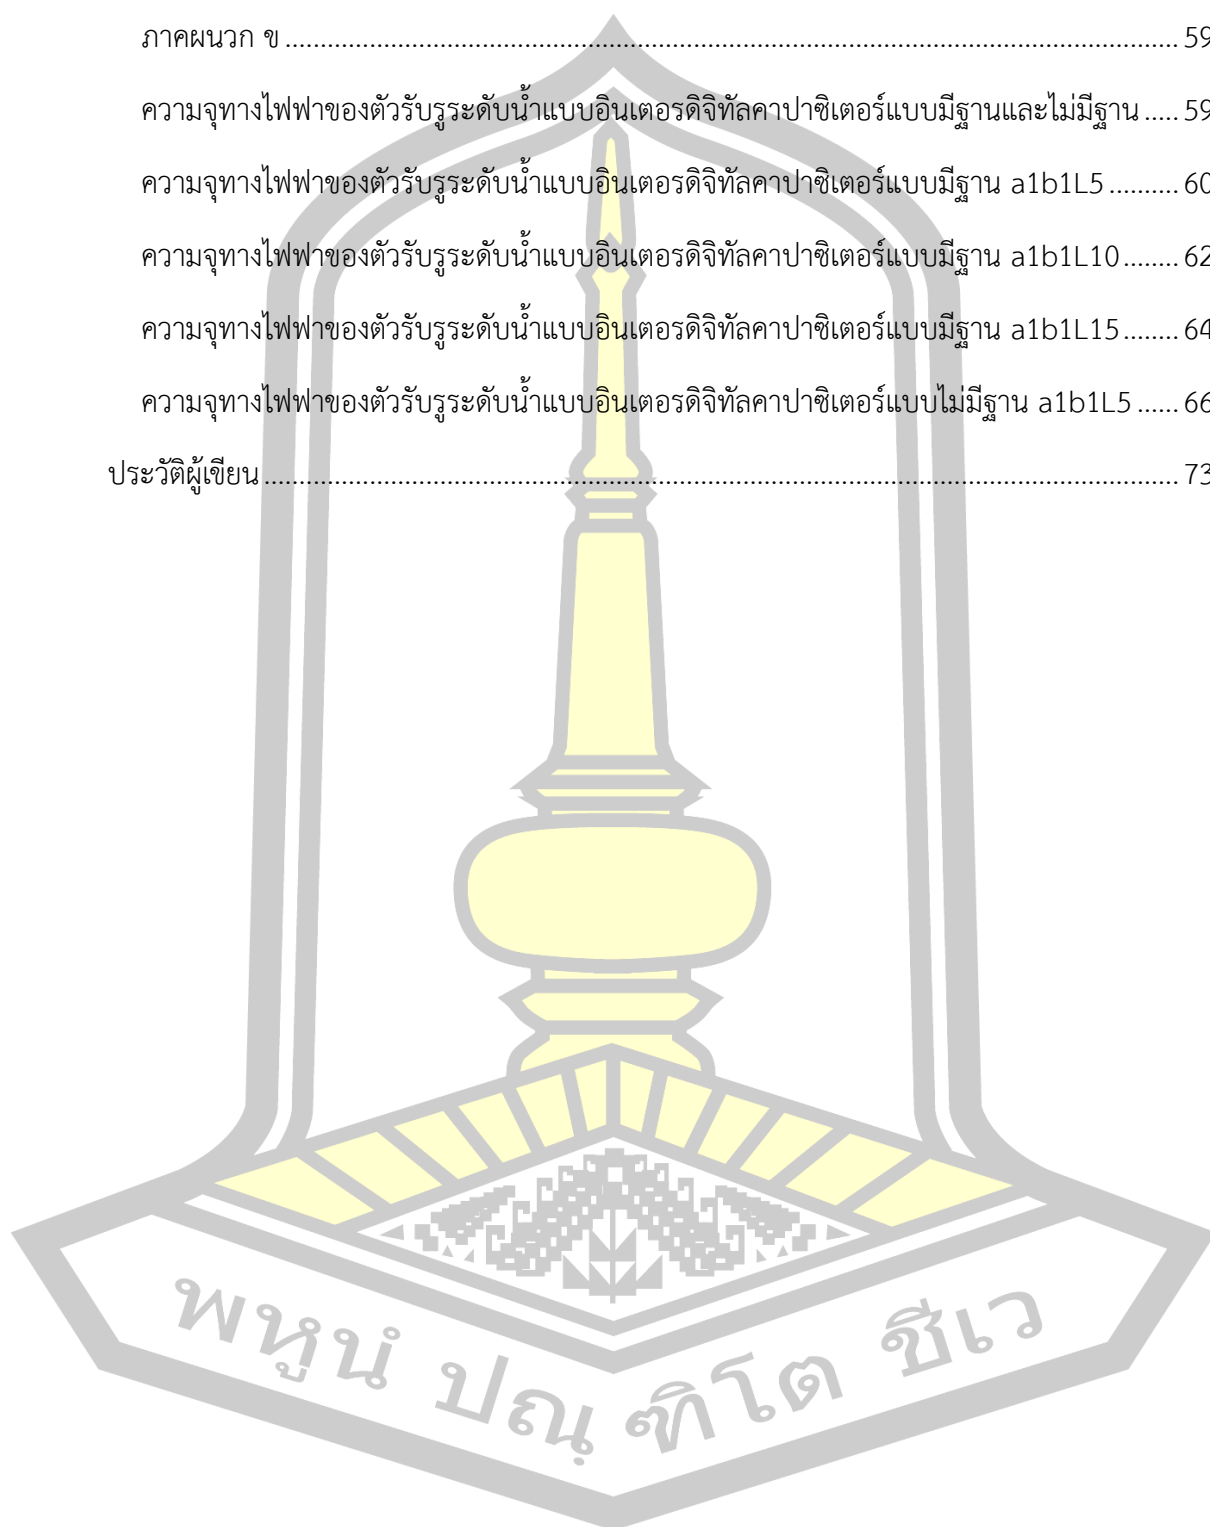 ภาคผนวก ข ........................................................................................................................... 59
ความจุทางไฟฟ้าของตัวรับรูระดับน้ำแบบอินเตอรดิจิทัลคาปาซิเตอร์แบบมีฐานและไม่มีฐาน ..... 59
ความจุทางไฟฟ้าของตัวรับรูระดับน้ำแบบอินเตอรดิจิทัลคาปาซิเตอร์แบบมีฐาน a1b1L5 .......... 60
ความจุทางไฟฟ้าของตัวรับรูระดับน้ำแบบอินเตอรดิจิทัลคาปาซิเตอร์แบบมีฐาน a1b1L10 ........ 62
ความจุทางไฟฟ้าของตัวรับรูระดับน้ำแบบอินเตอรดิจิทัลคาปาซิเตอร์แบบมีฐาน a1b1L15 ........ 64
ความจุทางไฟฟ้าของตัวรับรูระดับน้ำแบบอินเตอรดิจิทัลคาปาซิเตอร์แบบไม่มีฐาน a1b1L5 ...... 66
ประวัติผู้เขียน ............................................................................................................................. 73
พหูนํ ปณฺ ฑิโต ชีเว